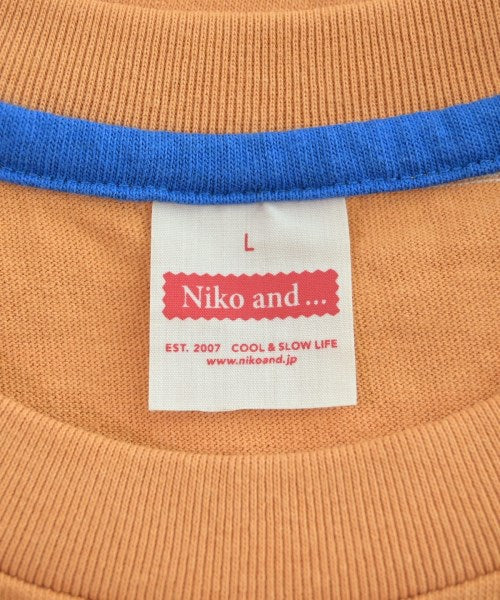 L
Niko and ...
EST. 2007 COOL & SLOW LIFE
www.nikoand.jp